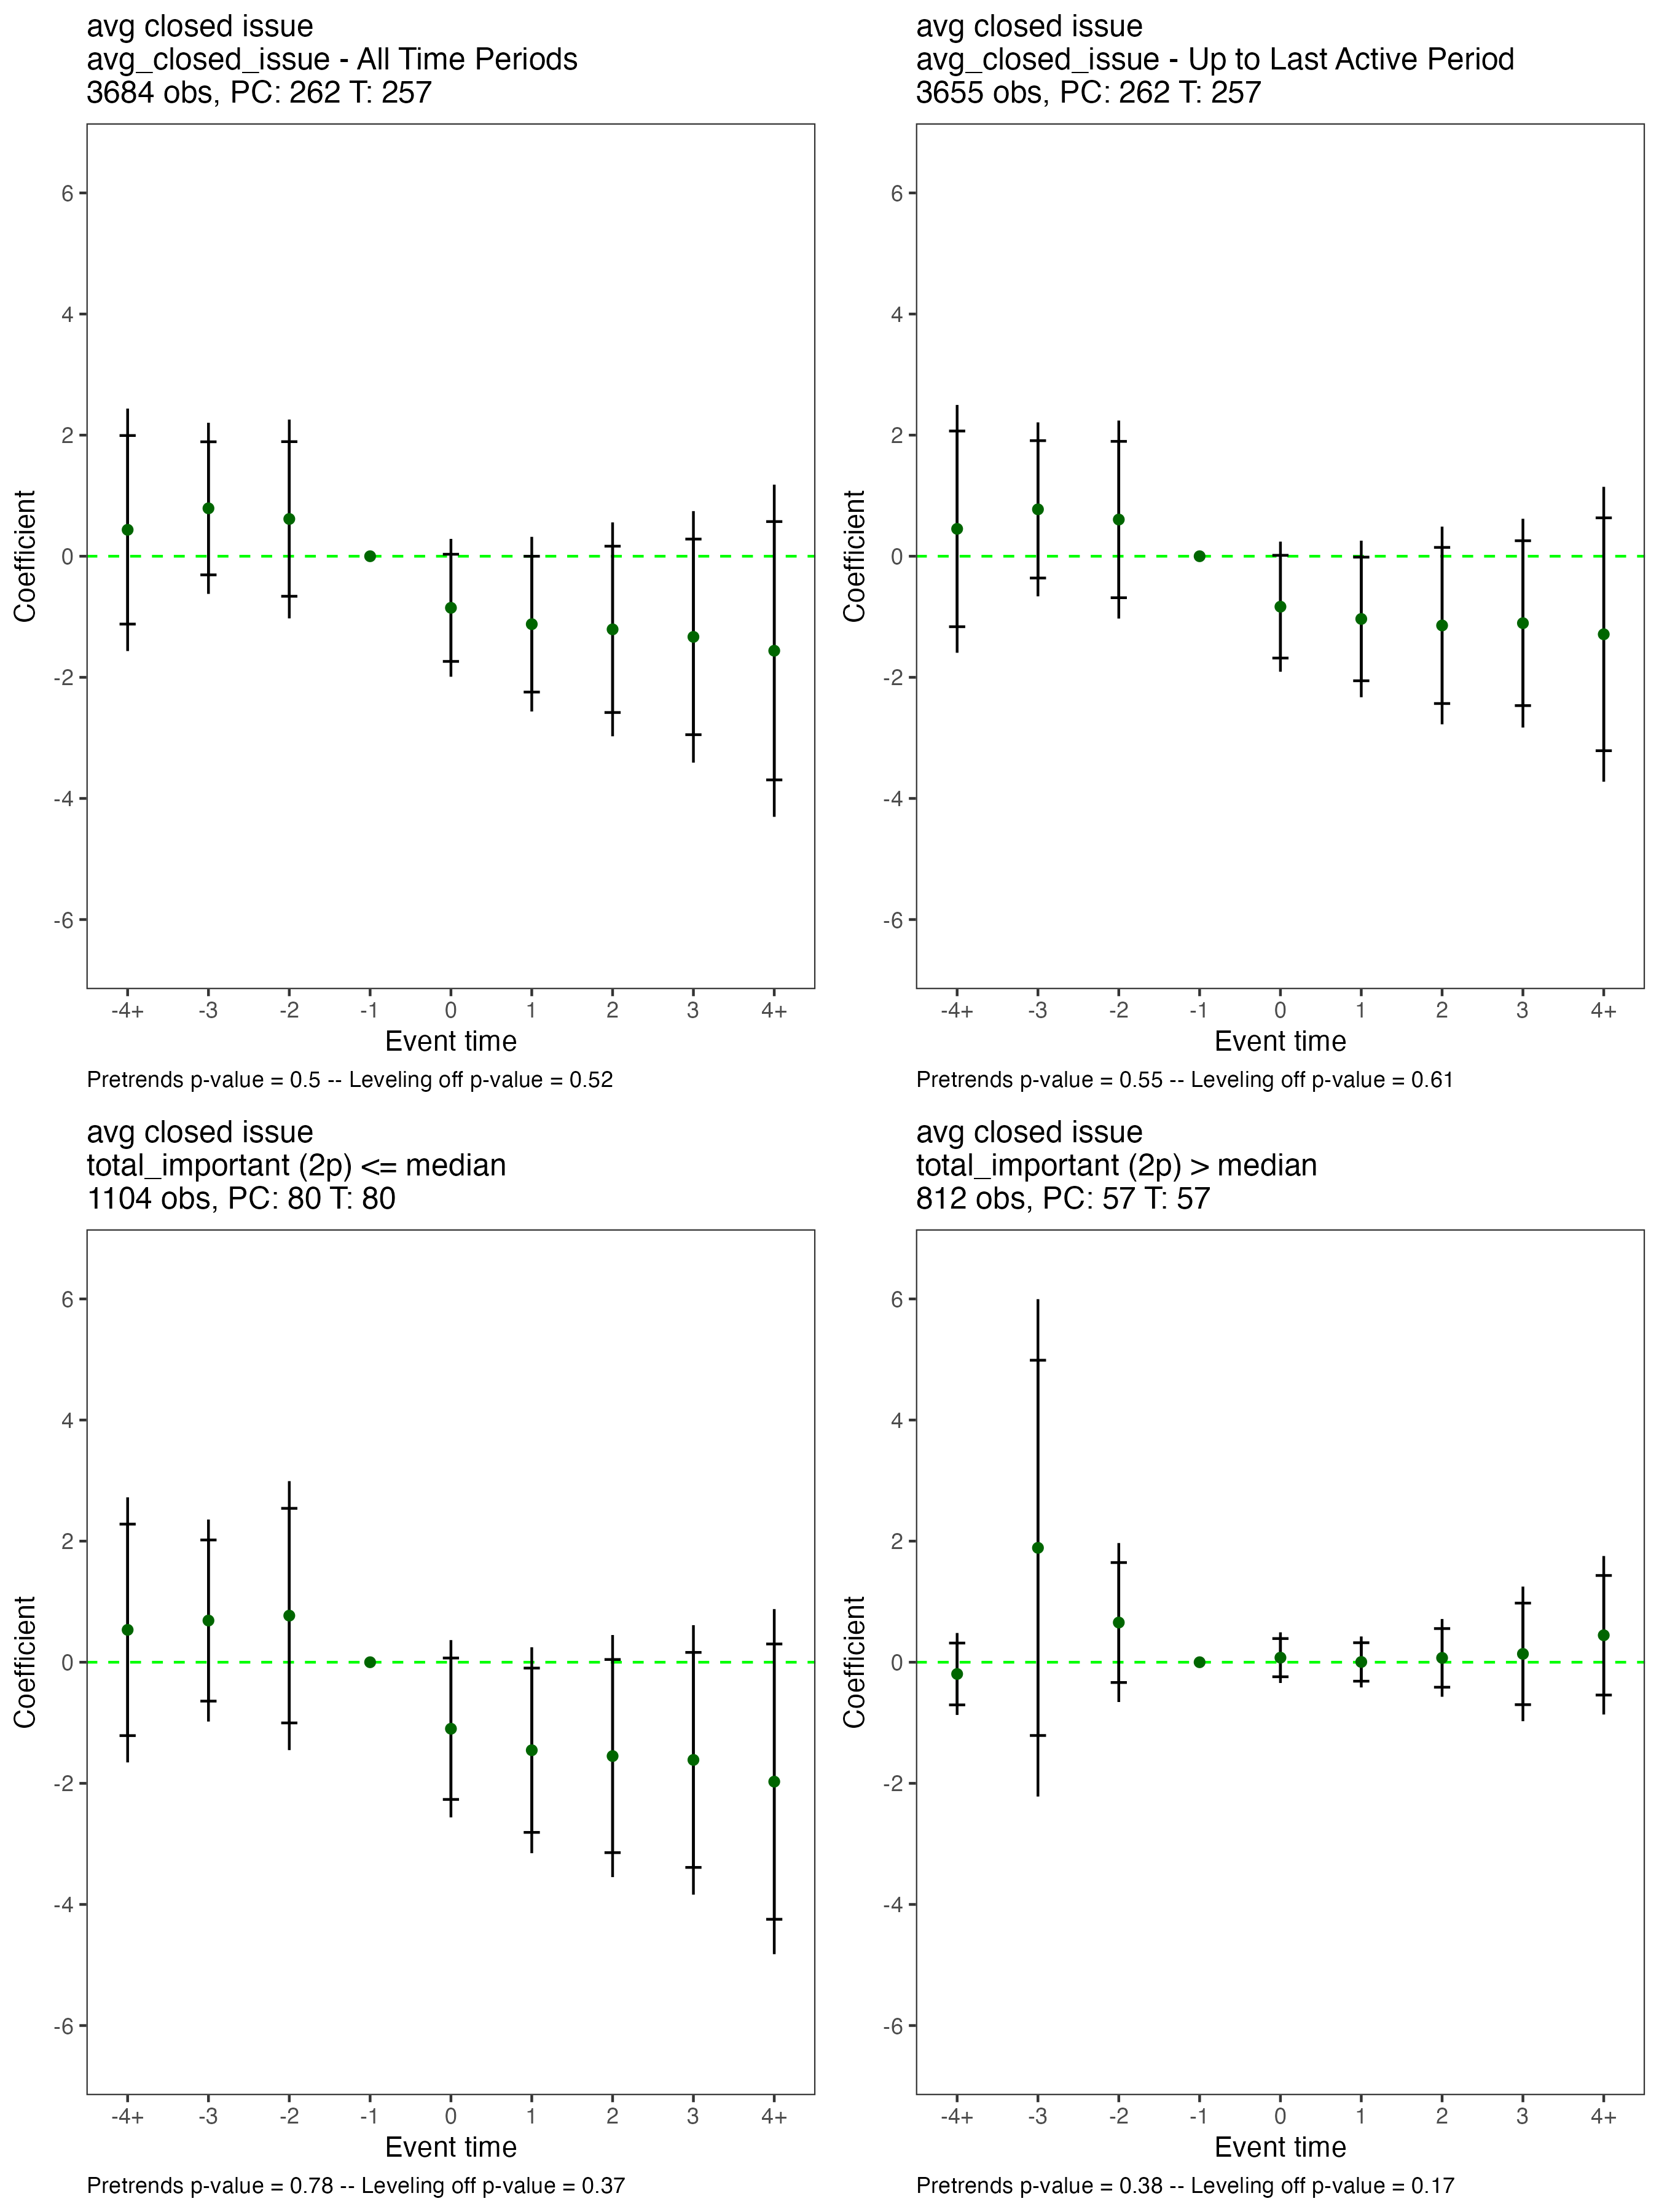 avg closed issue
avg_closed_issue - All Time Periods
3684 obs, PC: 262 T: 257
6
4
2
0
-2
-4
-6
Coefficient
-4+ -3 -2 -1 0 1 2 3 4+
Event time
Pretrends p-value = 0.5 -- Leveling off p-value = 0.52
avg closed issue
avg_closed_issue - Up to Last Active Period
3655 obs, PC: 262 T: 257
6
4
2
0
-2
-4
-6
Coefficient
-4+ -3 -2 -1 0 1 2 3 4+
Event time
Pretrends p-value = 0.55 -- Leveling off p-value = 0.61
avg closed issue
total_important (2p) <= median
1104 obs, PC: 80 T: 80
6
4
2
0
-2
-4
-6
Coefficient
-4+ -3 -2 -1 0 1 2 3 4+
Event time
Pretrends p-value = 0.78 -- Leveling off p-value = 0.37
avg closed issue
total_important (2p) > median
812 obs, PC: 57 T: 57
6
4
2
0
-2
-4
-6
Coefficient
-4+ -3 -2 -1 0 1 2 3 4+
Event time
Pretrends p-value = 0.38 -- Leveling off p-value = 0.17